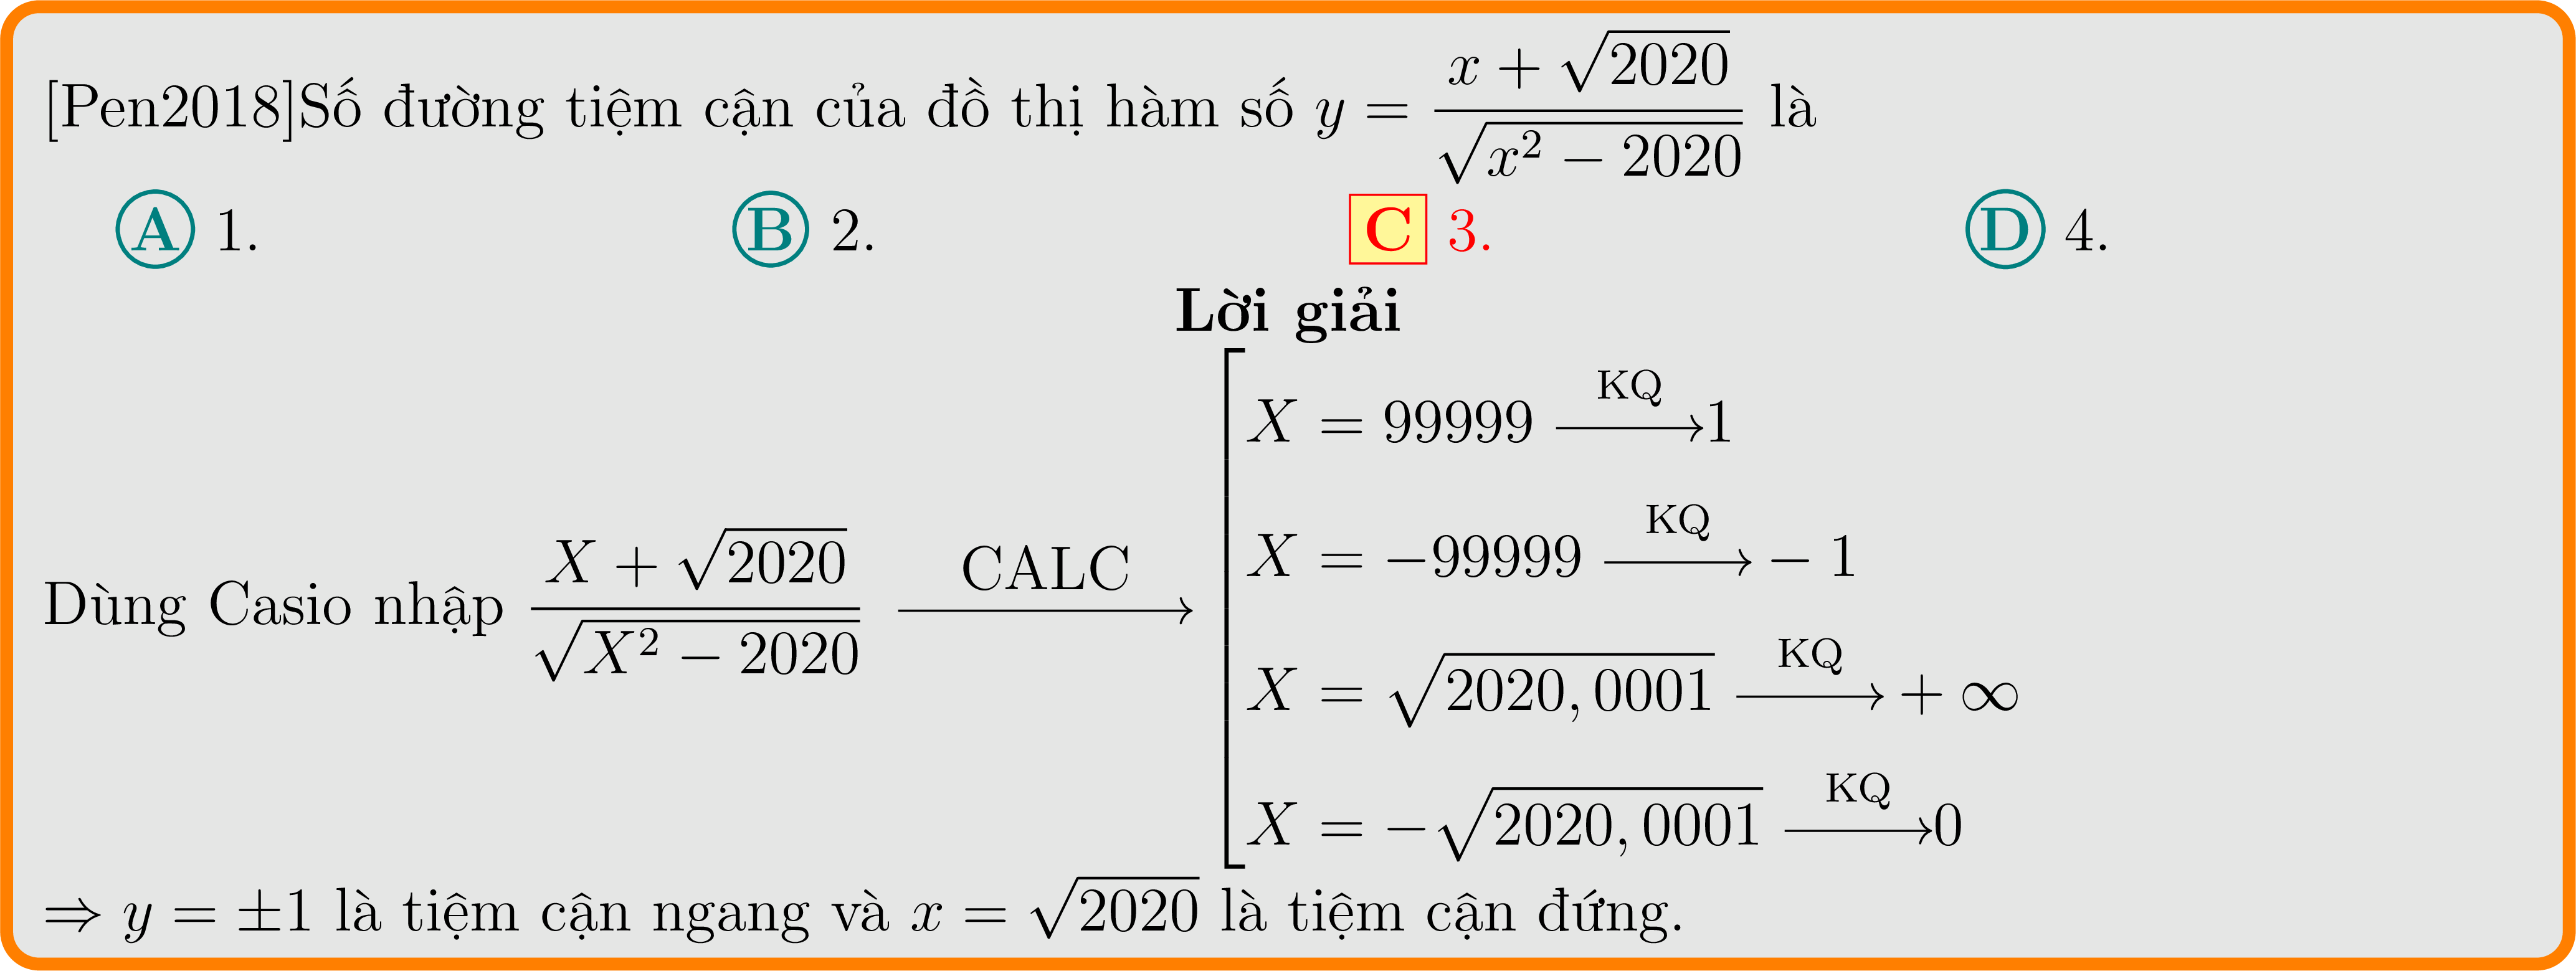 [Pen2018]Số đường tiệm cận của đồ thị hàm số $y = \dfrac{x + \sqrt{2020}}{\sqrt{x^2 - 2020}}$ là
A 1. B 2. C 3. D 4.
Lời giải
Dùng Casio nhập $\dfrac{X + \sqrt{2020}}{\sqrt{X^2 - 2020}} \xrightarrow{\text{CALC}} \left[\begin{array}{l} X = 99999 \xrightarrow{\text{KQ}} 1 \\ X = -99999 \xrightarrow{\text{KQ}} -1 \\ X = \sqrt{2020,0001} \xrightarrow{\text{KQ}} +\infty \\ X = -\sqrt{2020,0001} \xrightarrow{\text{KQ}} 0 \end{array}\right.$
$\Rightarrow y = \pm 1$ là tiệm cận ngang và $x = \sqrt{2020}$ là tiệm cận đứng.